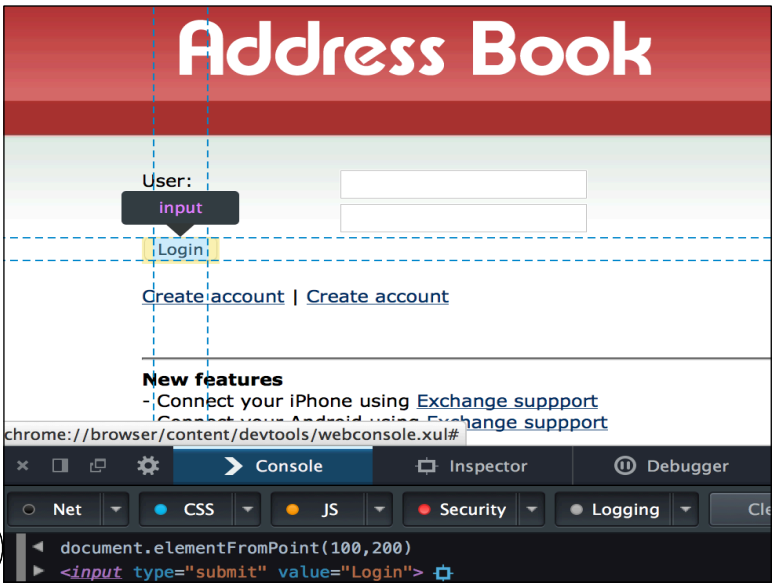 Address Book
User:
input
Login
Create account | Create account
New features
- Connect your iPhone using Exchange suppport
- Connect your Android using Exchange suppport
chrome://browser/content/devtools/webconsole.xul#
× Console Inspector Debugger
Net CSS JS Security Logging Cle
document.elementFromPoint(100,200)
<input type="submit" value="Login">